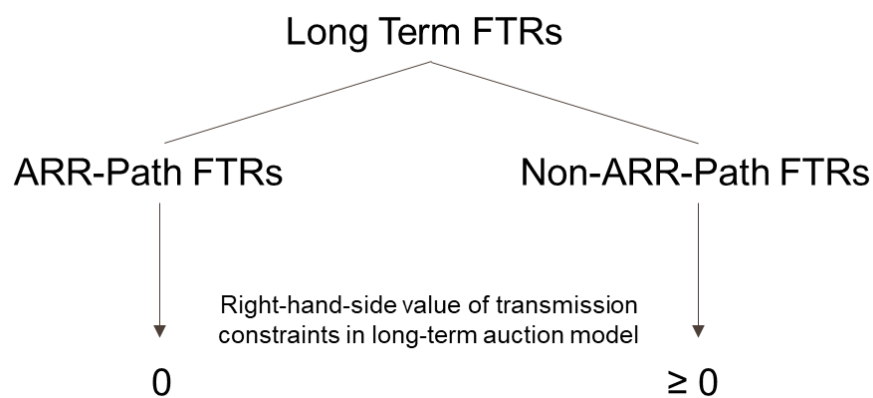 Long Term FTRs
ARR-Path FTRs
Non-ARR-Path FTRs
Right-hand-side value of transmission
constraints in long-term auction model
0
≥ 0